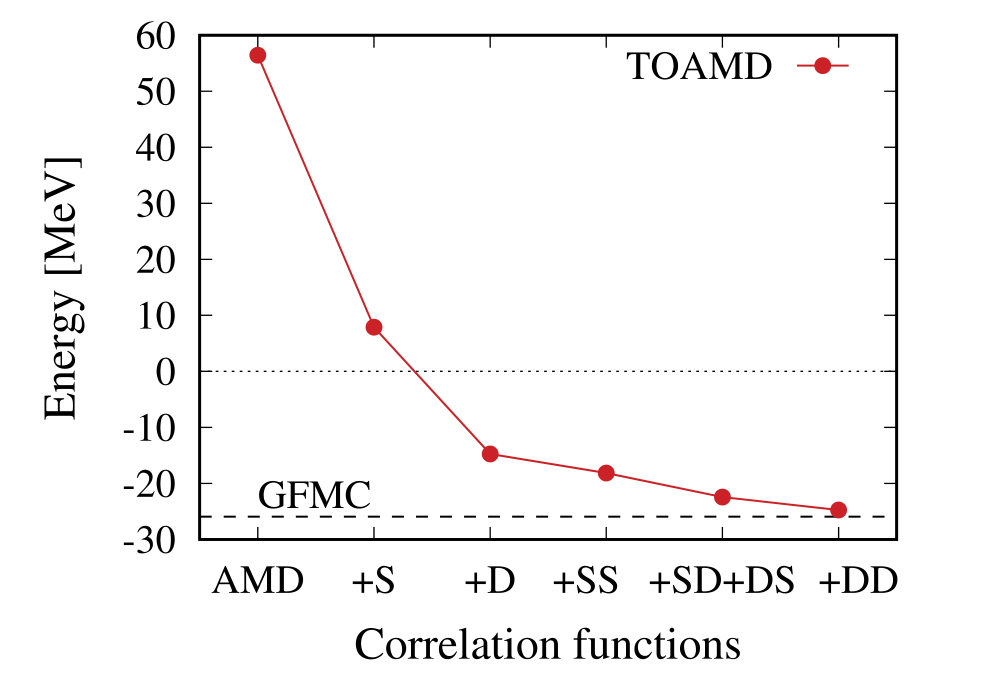 60
50
40
30
20
10
0
-10
-20
-30
Energy [MeV]
TOAMD
GFMC
AMD +S +D +SS +SD+DS +DD
Correlation functions